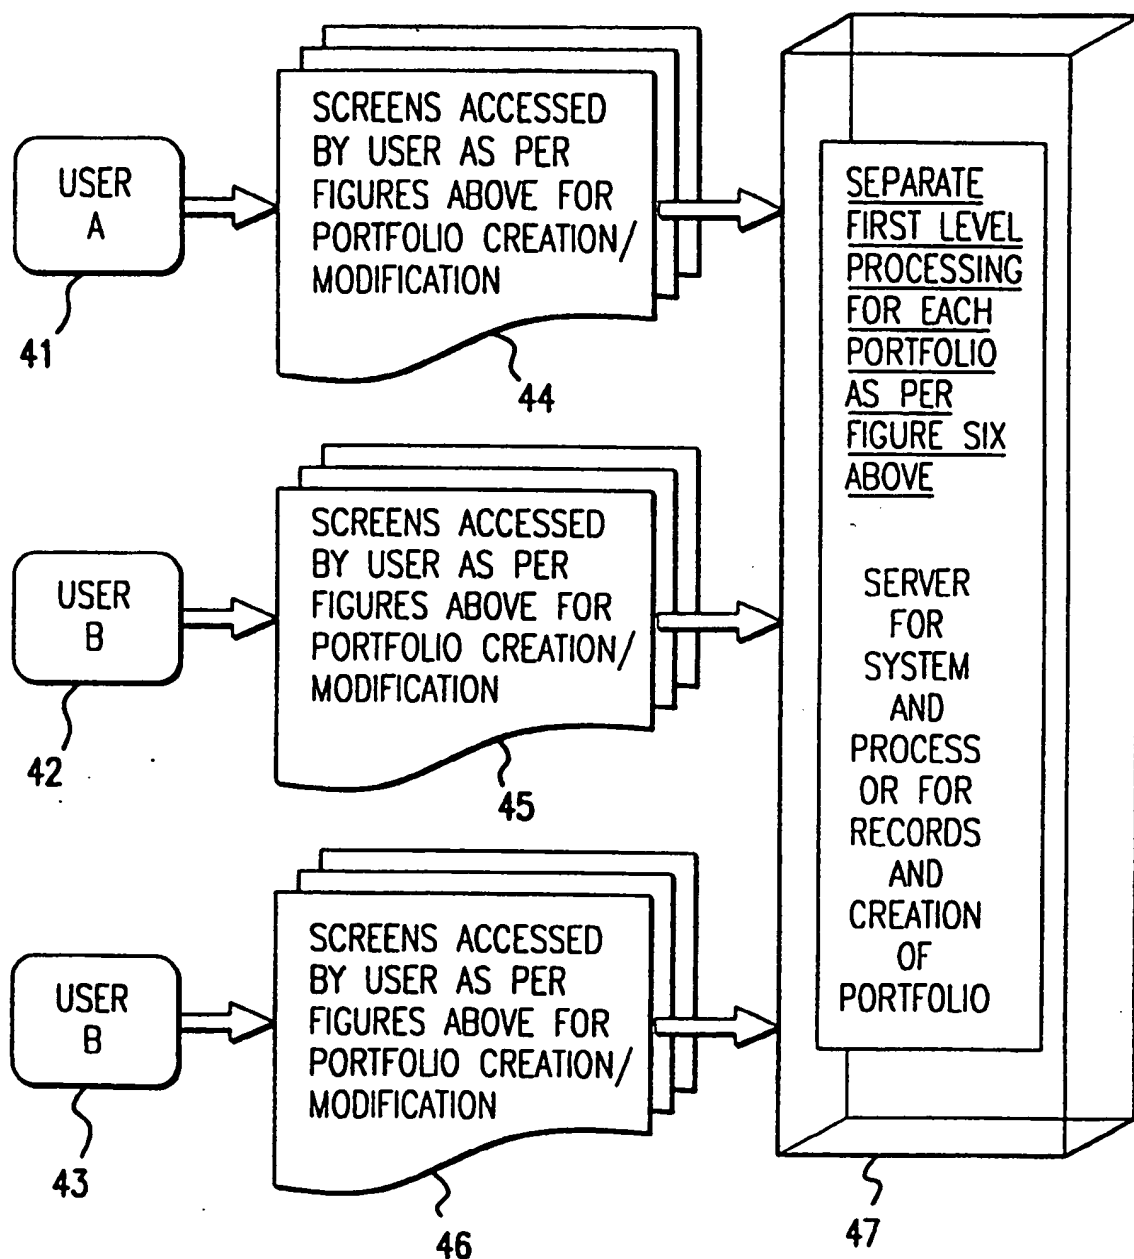 USER
A
41
SCREENS ACCESSED
BY USER AS PER
FIGURES ABOVE FOR
PORTFOLIO CREATION/
MODIFICATION
44
USER
B
42
SCREENS ACCESSED
BY USER AS PER
FIGURES ABOVE FOR
PORTFOLIO CREATION/
MODIFICATION
45
USER
B
43
SCREENS ACCESSED
BY USER AS PER
FIGURES ABOVE FOR
PORTFOLIO CREATION/
MODIFICATION
46
SEPARATE
FIRST LEVEL
PROCESSING
FOR EACH
PORTFOLIO
AS PER
FIGURE SIX
ABOVE
SERVER
FOR
SYSTEM
AND
PROCESS
OR FOR
RECORDS
AND
CREATION
OF
PORTFOLIO
47